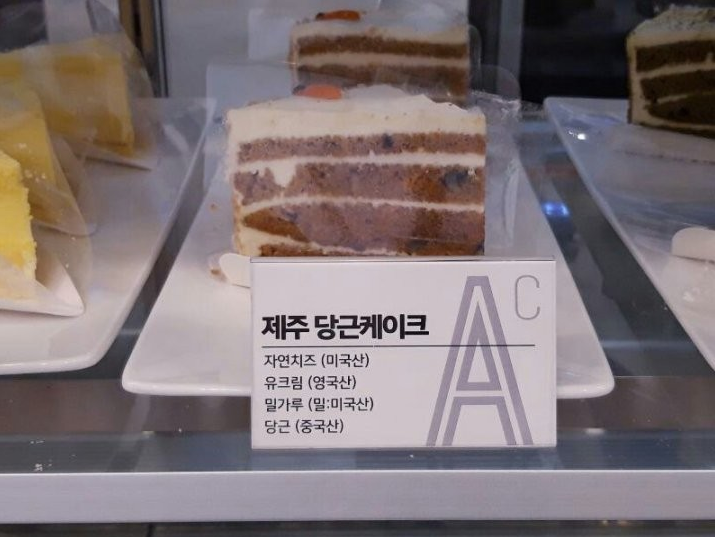 제주 당근케이크
자연치즈 (미국산)
유크림 (영국산)
밀가루 (밀:미국산)
당근 (중국산)
A C